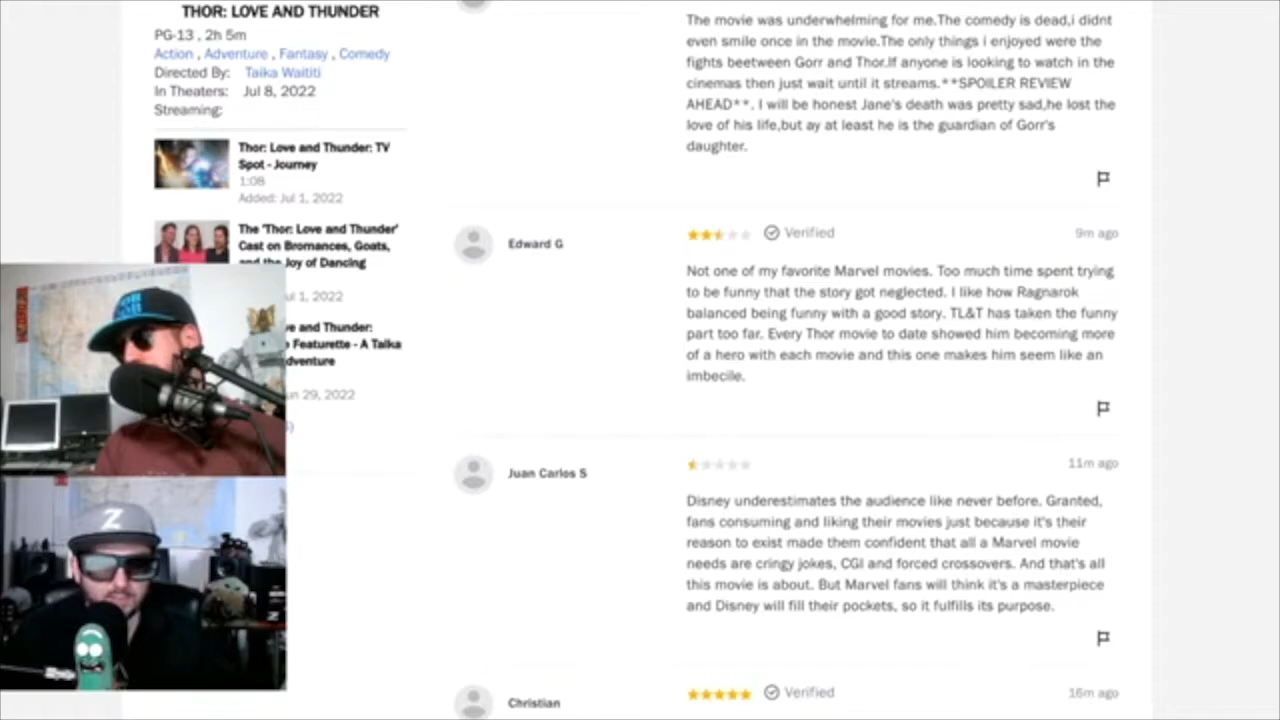 THOR: LOVE AND THUNDER
PG-13 , 2h 5m
Action , Adventure , Fantasy , Comedy
Directed By: Taika Waititi
In Theaters: Jul 8, 2022
Streaming:
Thor: Love and Thunder: TV
Spot - Journey
1:08
Added: Jul 1, 2022
The 'Thor: Love and Thunder'
Cast on Bromances, Goats,
and the Joy of Dancing
ul 1, 2022
ve and Thunder:
Featurette - A Taika
dventure
un 29, 2022
The movie was underwhelming for me.The comedy is dead,i didnt
even smile once in the movie.The only things i enjoyed were the
fights beetween Gorr and Thor.If anyone is looking to watch in the
cinemas then just wait until it streams.**SPOILER REVIEW
AHEAD**. I will be honest Jane's death was pretty sad,he lost the
love of his life,but ay at least he is the guardian of Gorr's
daughter.
Edward G
Verified
9m ago
Not one of my favorite Marvel movies. Too much time spent trying
to be funny that the story got neglected. I like how Ragnarok
balanced being funny with a good story. TL&T has taken the funny
part too far. Every Thor movie to date showed him becoming more
of a hero with each movie and this one makes him seem like an
imbecile.
Juan Carlos S
11m ago
Disney underestimates the audience like never before. Granted,
fans consuming and liking their movies just because it's their
reason to exist made them confident that all a Marvel movie
needs are cringy jokes, CGI and forced crossovers. And that's all
this movie is about. But Marvel fans will think it's a masterpiece
and Disney will fill their pockets, so it fulfills its purpose.
Christian
Verified
16m ago
Z